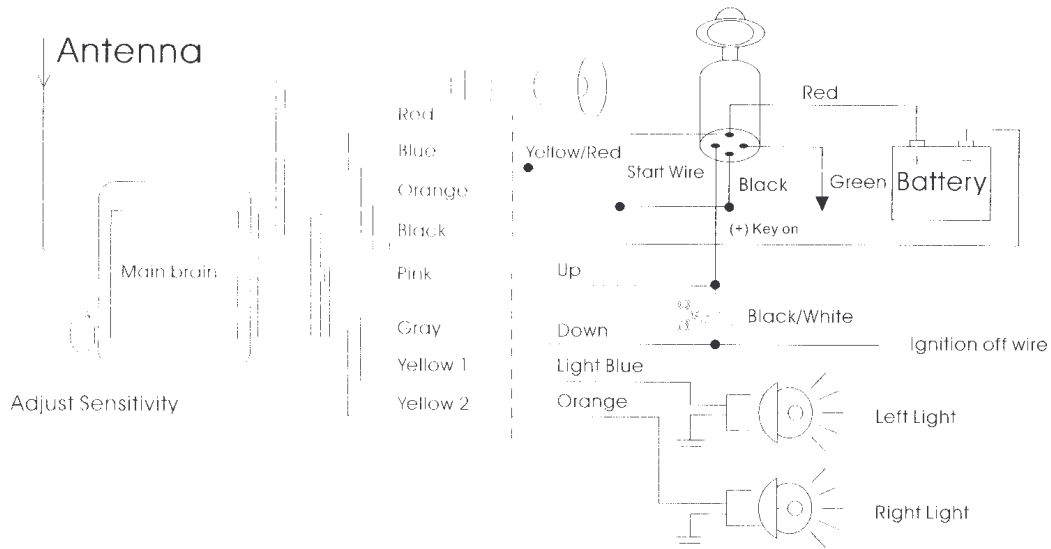 Antenna
Red
Red
Blue
Yellow/Red
Start Wire
Black
Green
Battery
+
−
Orange
Black
(+) Key on
Main brain
Pink
Up
Gray
Down
Black/White
Ignition off wire
Yellow 1
Light Blue
Adjust Sensitivity
Yellow 2
Orange
Left Light
Right Light